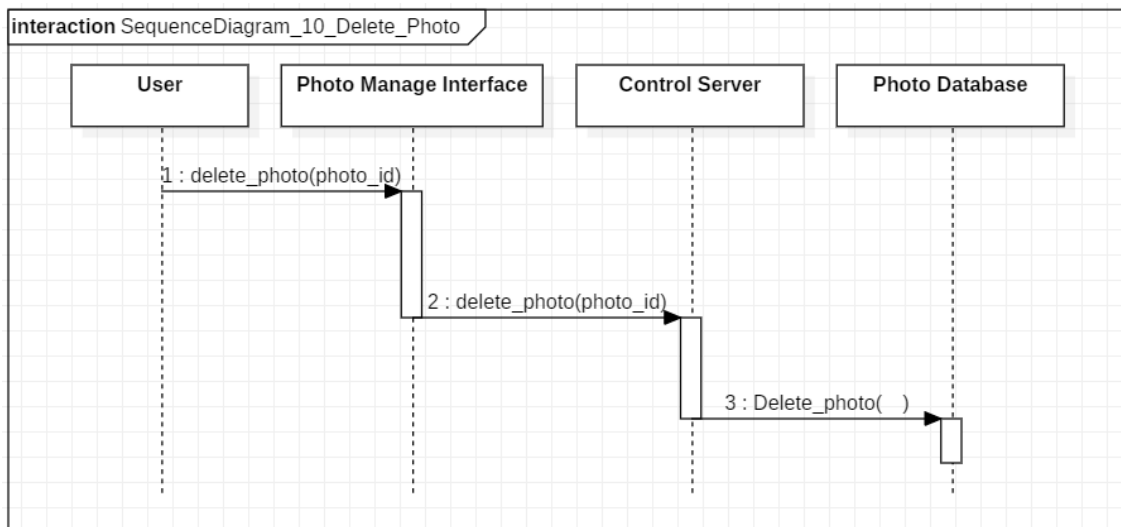 interaction SequenceDiagram_10_Delete_Photo
User
Photo Manage Interface
Control Server
Photo Database
1 : delete_photo(photo_id)
2 : delete_photo(photo_id)
3 : Delete_photo( )